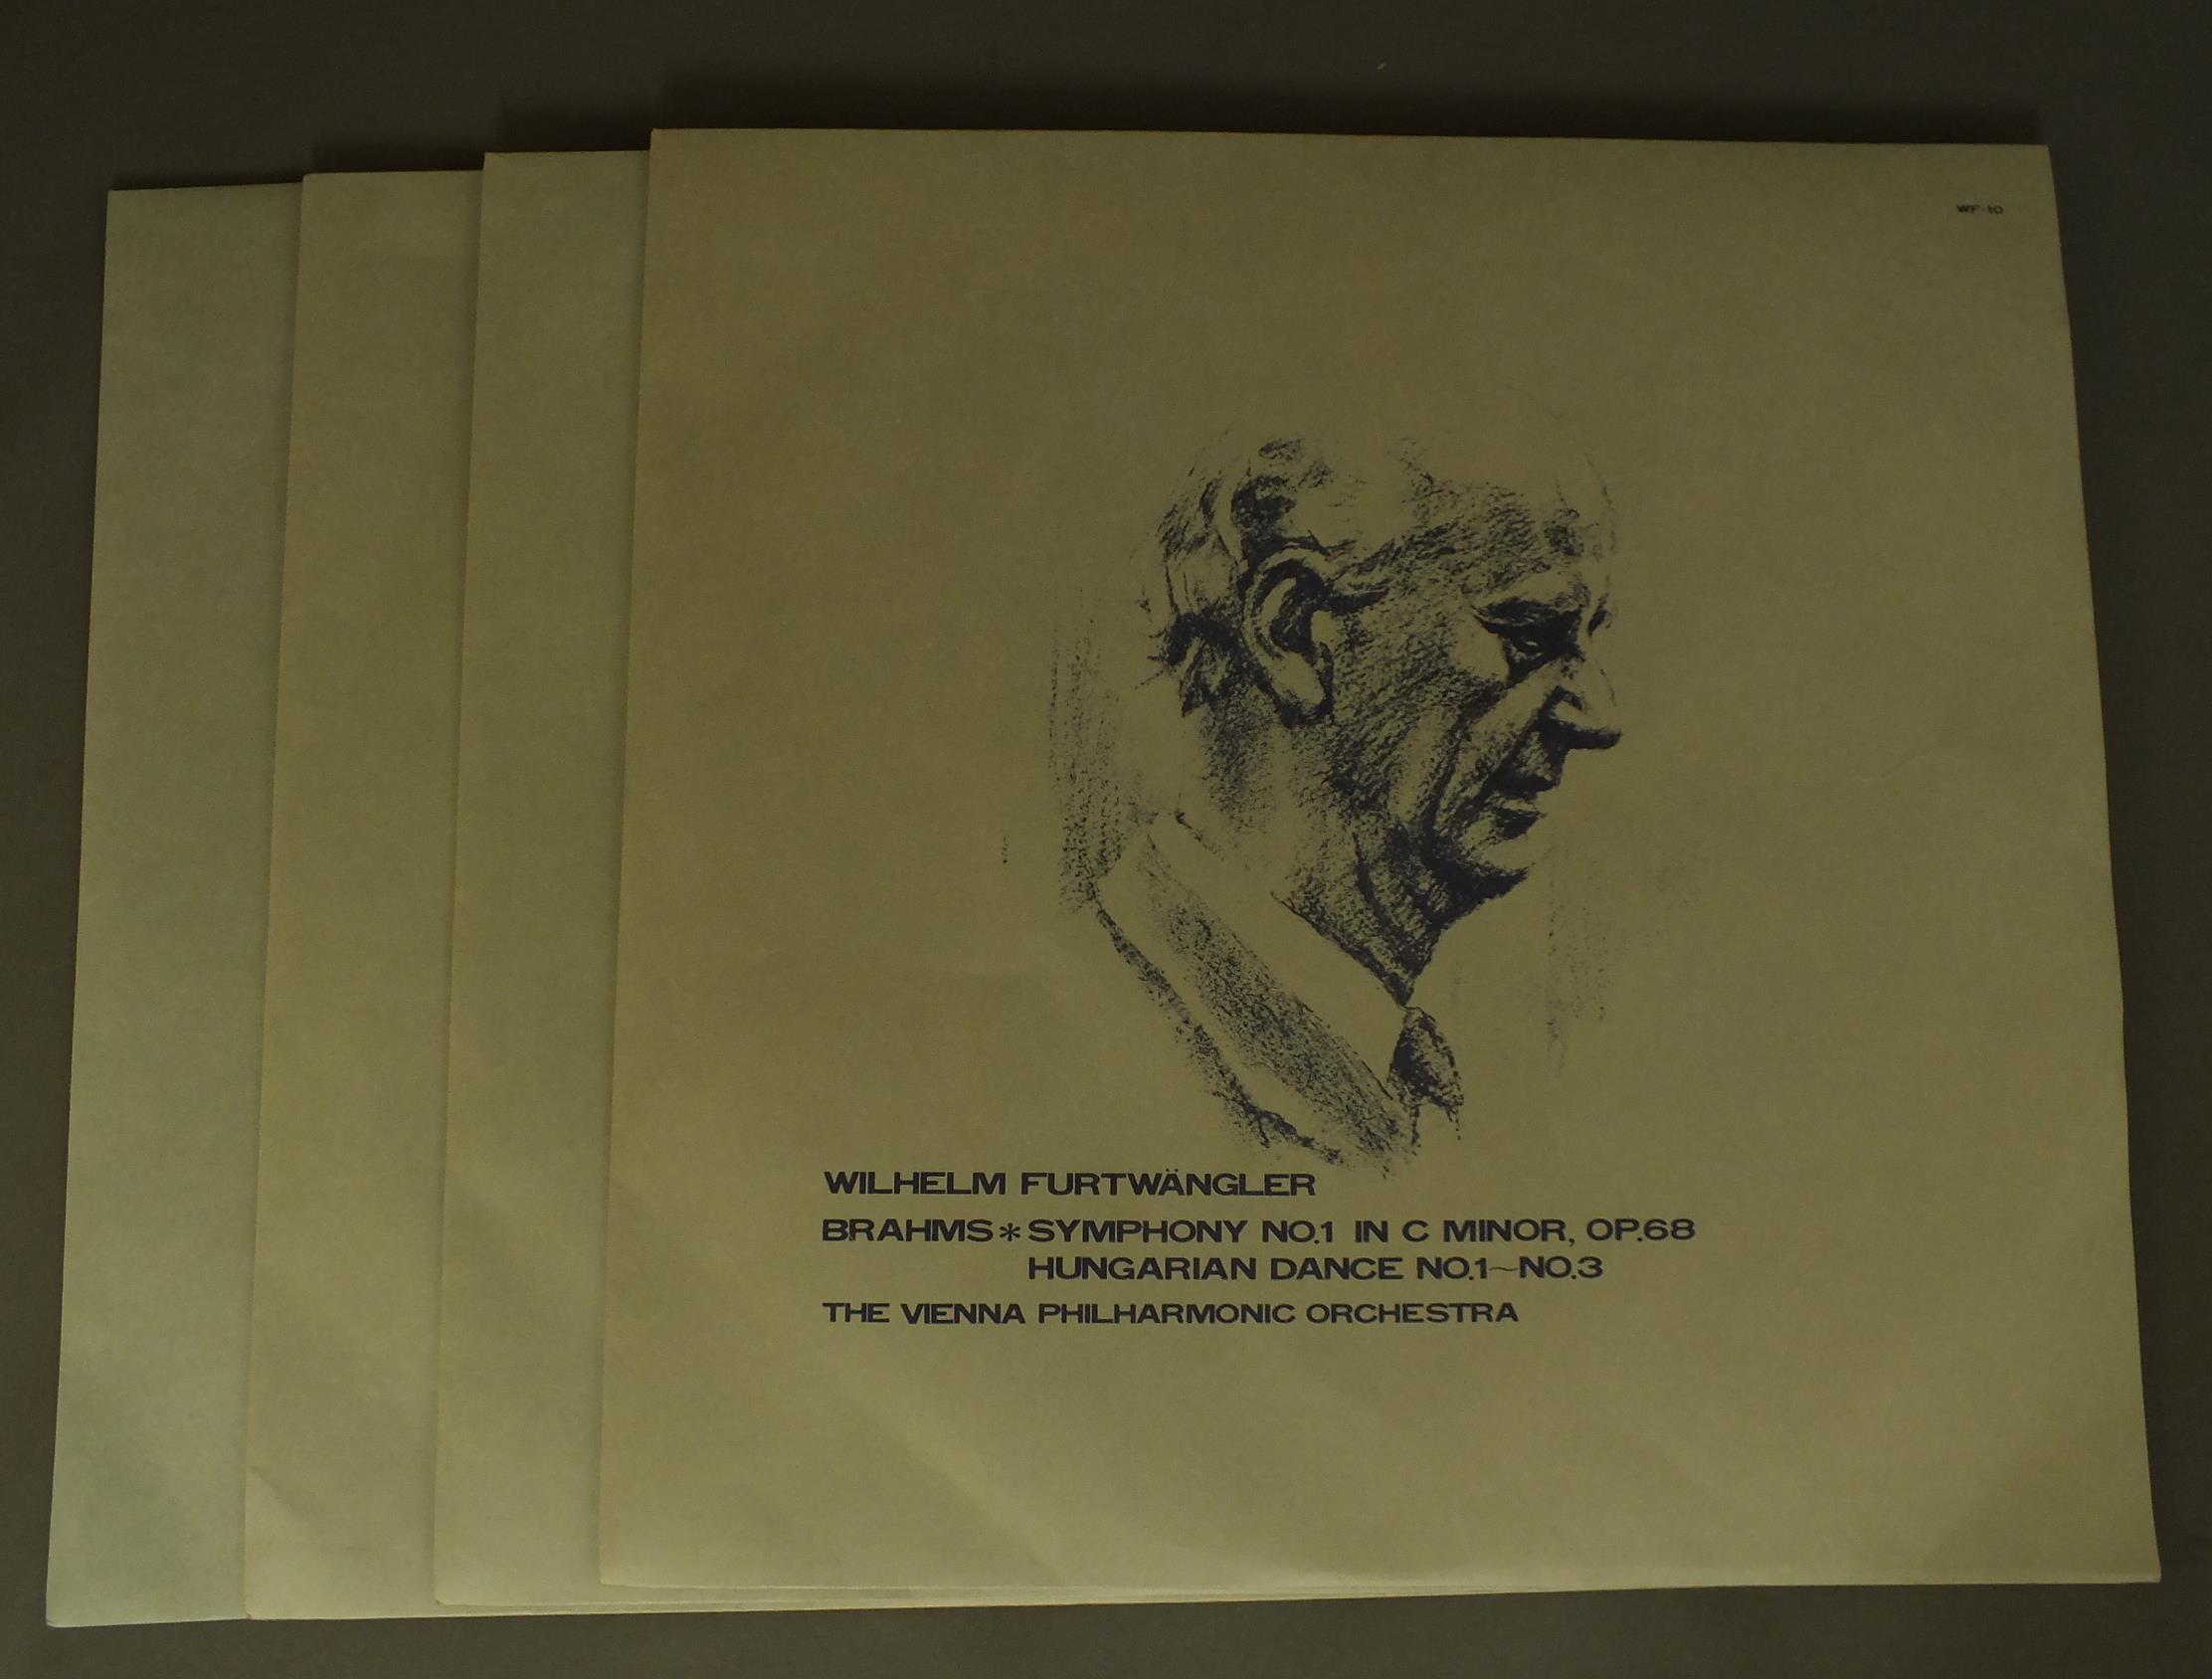 WF-10
WILHELM FURTWÄNGLER
BRAHMS*SYMPHONY NO.1 IN C MINOR, OP.68
HUNGARIAN DANCE NO.1~NO.3
THE VIENNA PHILHARMONIC ORCHESTRA